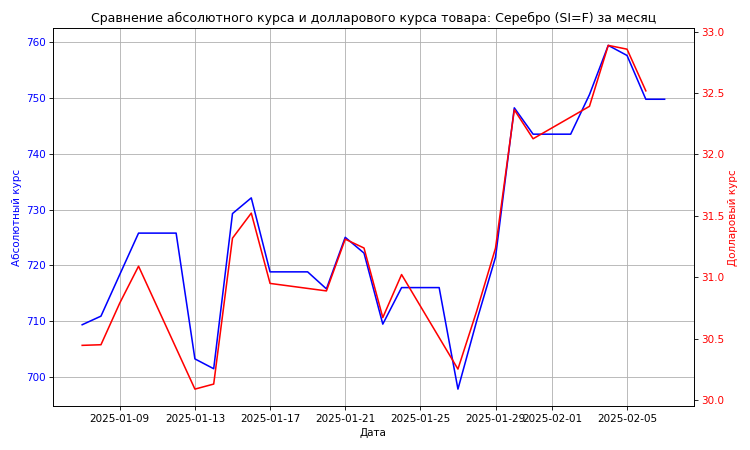 Сравнение абсолютного курса и долларового курса товара: Серебро (SI=F) за месяц
760
750
740
730
720
710
700
Абсолютный курс
33.0
32.5
32.0
31.5
31.0
30.5
30.0
Долларовый курс
2025-01-09 2025-01-13 2025-01-17 2025-01-21 2025-01-25 2025-01-29 2025-02-01 2025-02-05
Дата